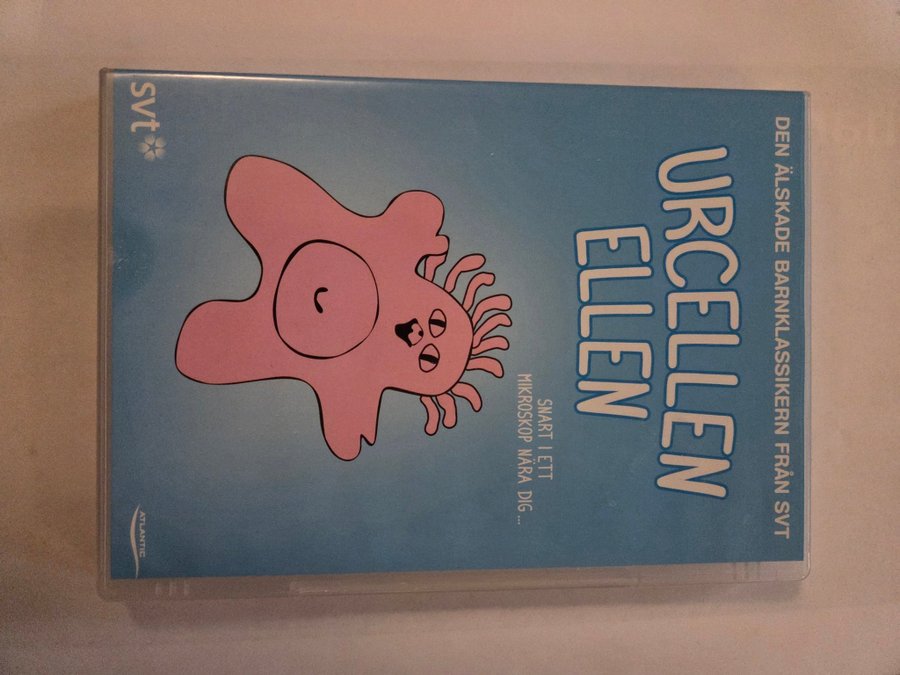 DEN ÄLSKADE BARNKLASSIKERN FRÅN SVT
URCELLEN
ELLEN
SNART I ETT
MIKROSKOP NÄRA DIG...
svt
ATLANTIC